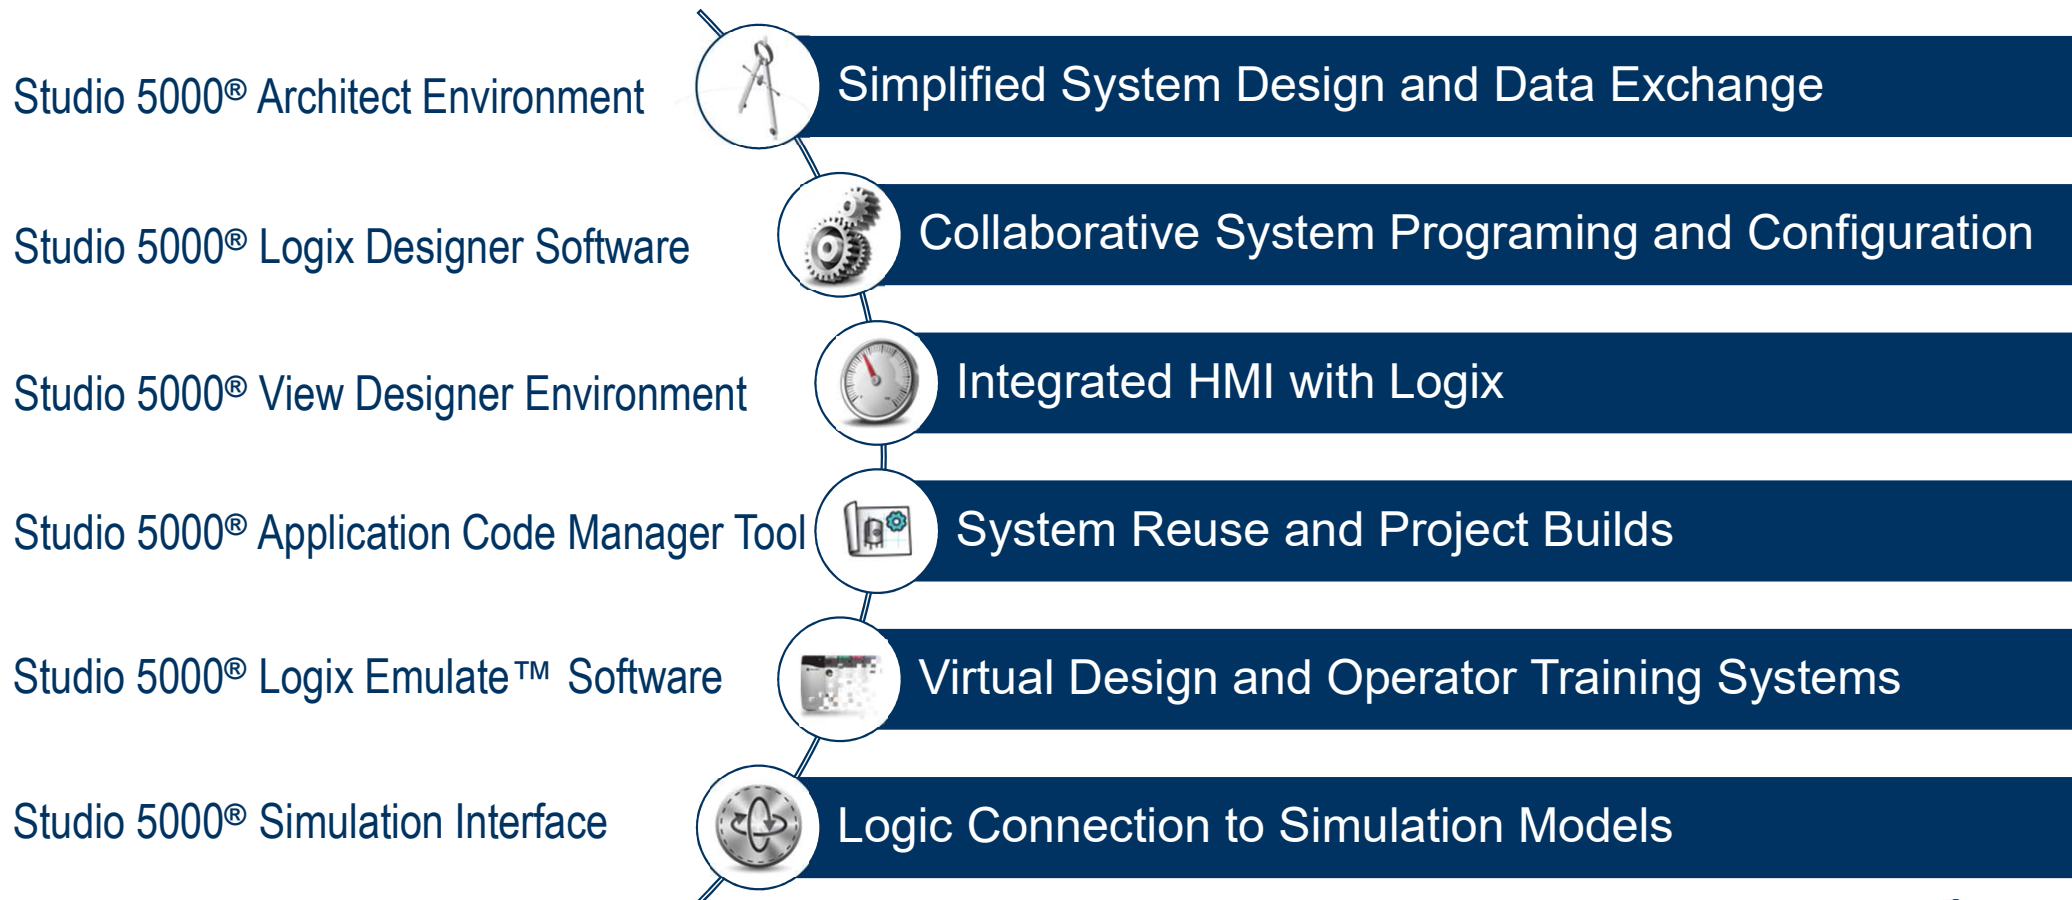 Studio 5000® Architect Environment
Simplified System Design and Data Exchange
Studio 5000® Logix Designer Software
Collaborative System Programing and Configuration
Studio 5000® View Designer Environment
Integrated HMI with Logix
Studio 5000® Application Code Manager Tool
System Reuse and Project Builds
Studio 5000® Logix Emulate™ Software
Virtual Design and Operator Training Systems
Studio 5000® Simulation Interface
Logic Connection to Simulation Models